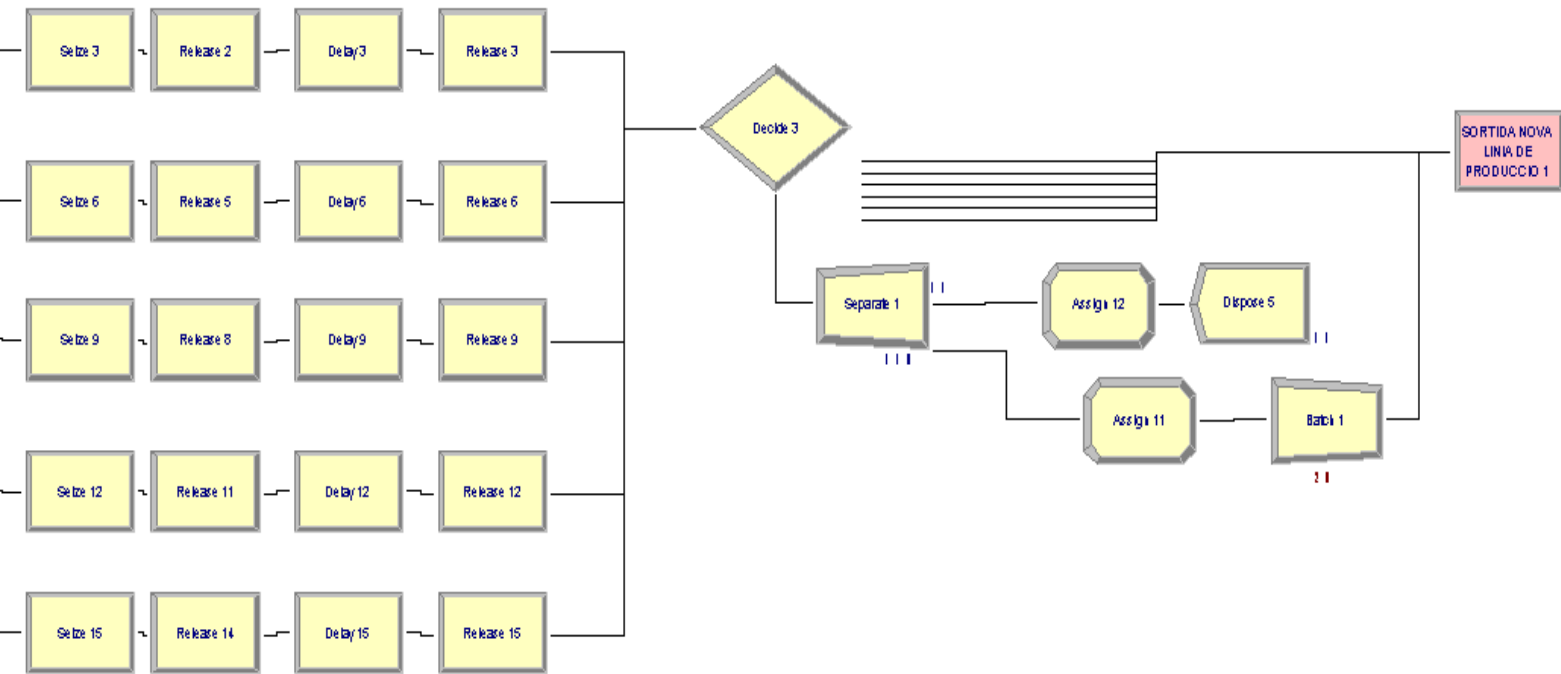 Seize 3
Release 2
Delay 3
Release 3
Decide 3
SORTIDA NOVA
LINIA DE
PRODUCCIO 1
Seize 6
Release 5
Delay 6
Release 6
Separate 1
Assign 12
Dispose 5
Seize 9
Release 8
Delay 9
Release 9
Assign 11
Batch 1
Seize 12
Release 11
Delay 12
Release 12
Seize 15
Release 14
Delay 15
Release 15